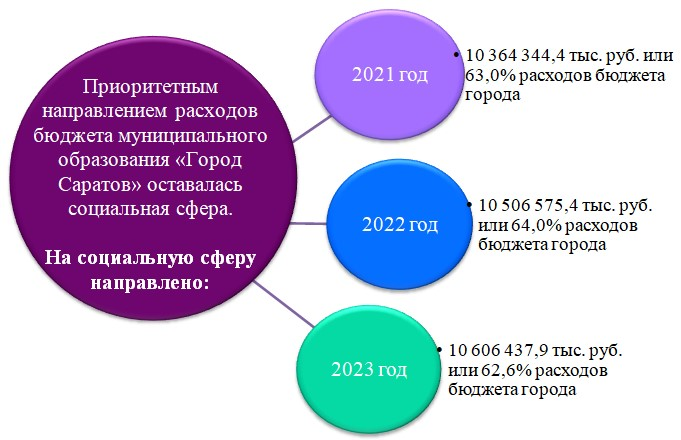 Приоритетным
направлением расходов
бюджета муниципального
образования «Город
Саратов» оставалась
социальная сфера.
На социальную сферу
направлено:
2021 год
• 10 364 344,4 тыс. руб. или
63,0% расходов бюджета
города
2022 год
• 10 506 575,4 тыс. руб.
или 64,0% расходов
бюджета города
2023 год
• 10 606 437,9 тыс. руб.
или 62,6% расходов
бюджета города